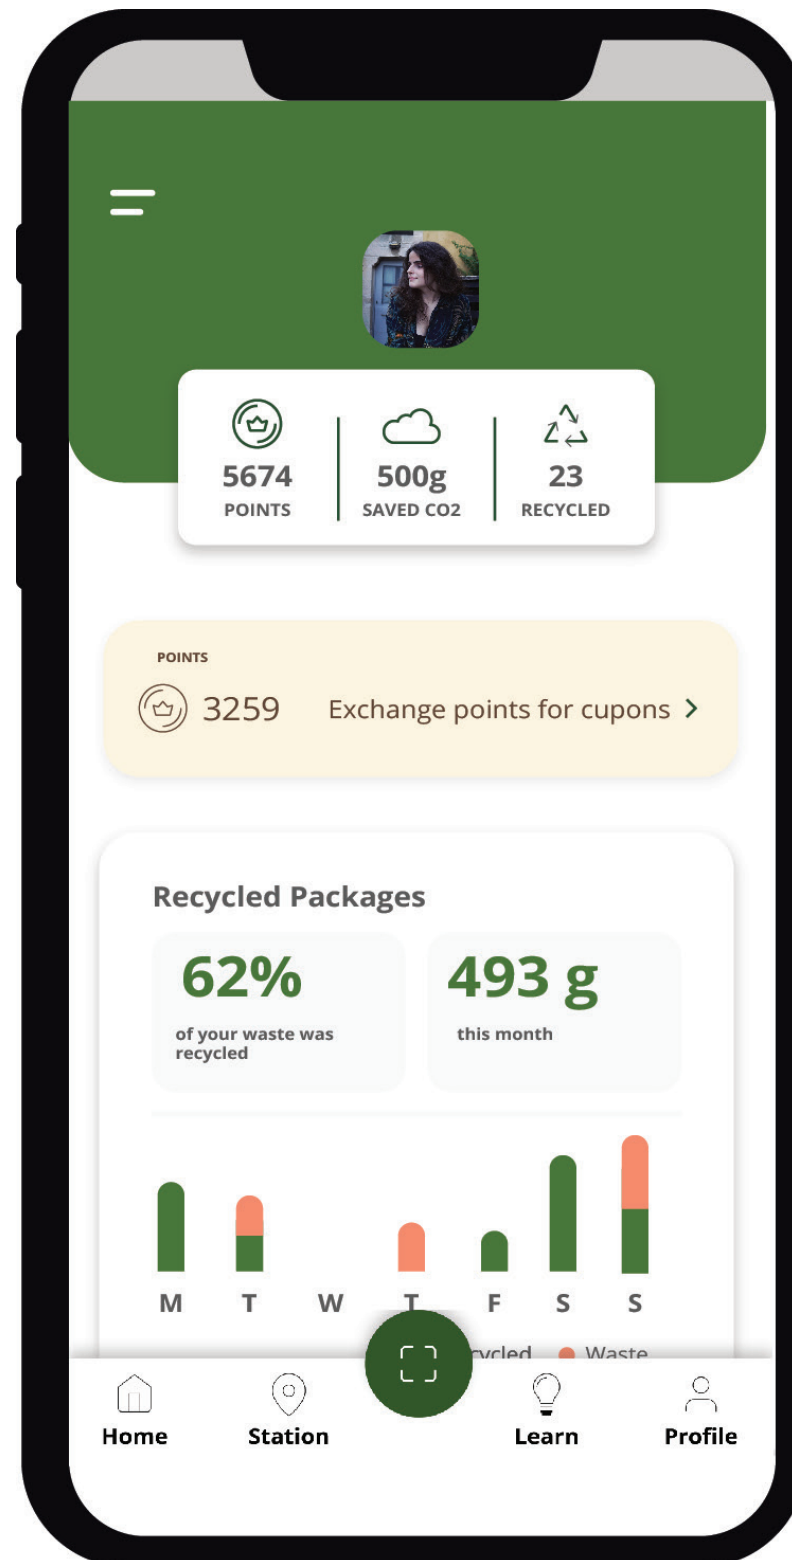 5674 500g 23
POINTS SAVED CO2 RECYCLED
POINTS
3259 Exchange points for cupons
Recycled Packages
62% 493 g
of your waste was this month
recycled
M T W T F S S
Waste
Home Station Learn Profile